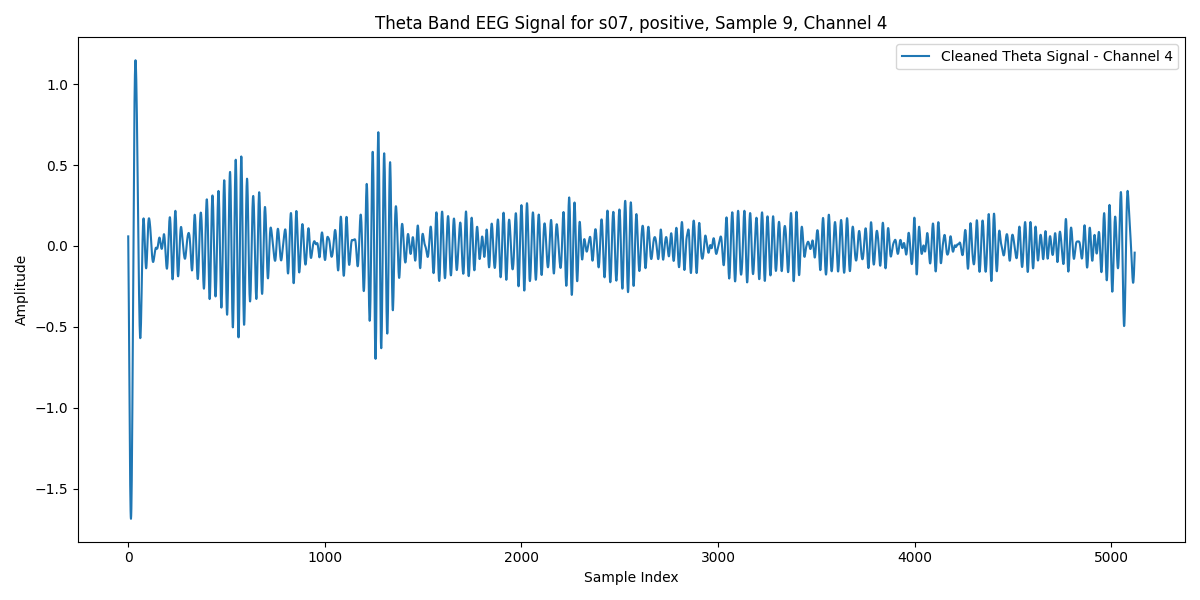 Theta Band EEG Signal for s07, positive, Sample 9, Channel 4
Cleaned Theta Signal - Channel 4
1.0
0.5
0.0
−0.5
−1.0
−1.5
Amplitude
0 1000 2000 3000 4000 5000
Sample Index